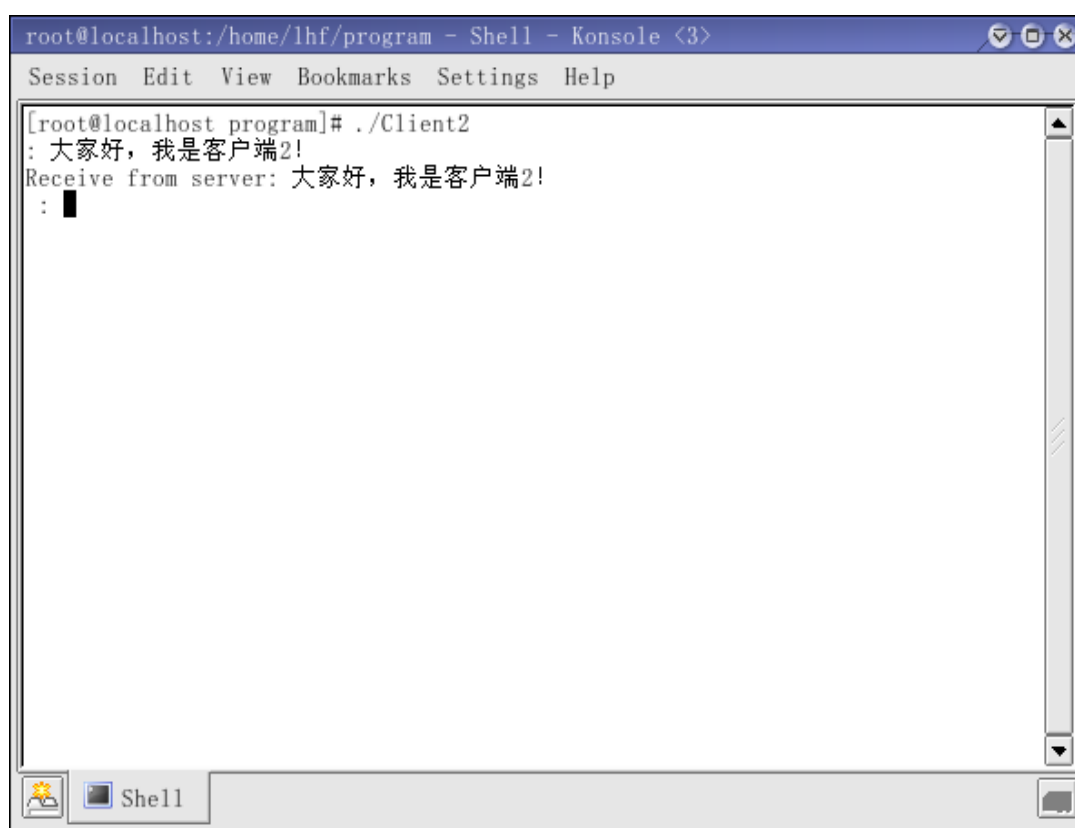 root@localhost:/home/lhf/program - Shell - Konsole <3>
Session Edit View Bookmarks Settings Help
[root@localhost program]# ./Client2
: 大家好，我是客户端2!
Receive from server: 大家好，我是客户端2!
:
Shell